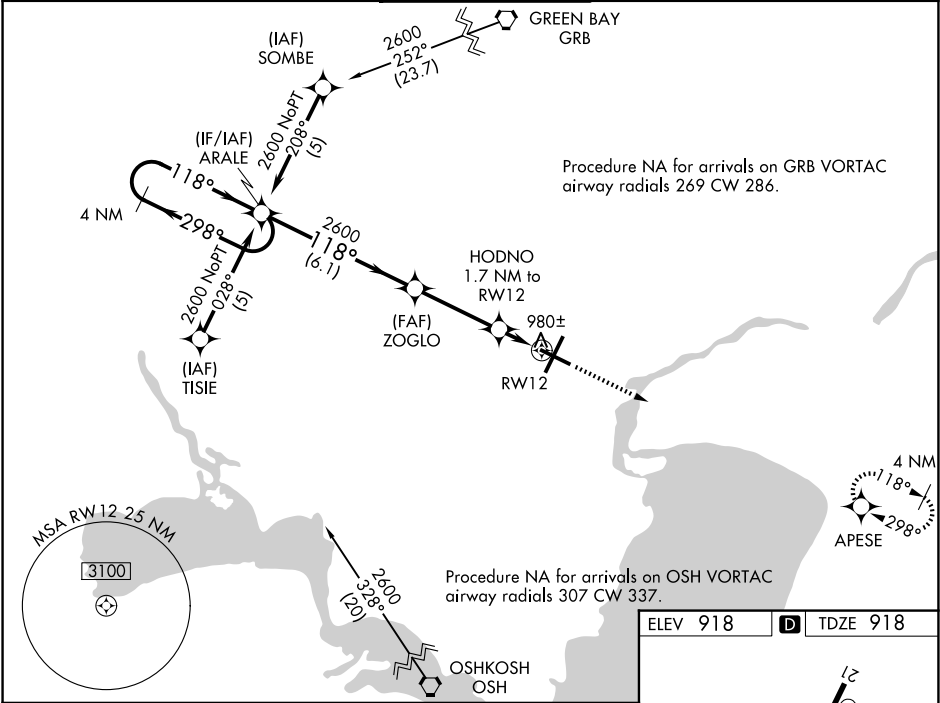 GREEN BAY
GRB
2600
252°
(23.7)
(IAF)
SOMBE
2600 NoPT
208°
(5)
(IF/IAF)
ARALE
118°
4 NM
298°
2600 NoPT
028°
(5)
(IAF)
TISIE
2600
118°
(6.1)
(FAF)
ZOGLO
HODNO
1.7 NM to
RW12
980±
RW12
Procedure NA for arrivals on GRB VORTAC
airway radials 269 CW 286.
4 NM
118°
298°
APESE
MSA RW12 25 NM
3100
2600
328°
(20)
OSHKOSH
OSH
Procedure NA for arrivals on OSH VORTAC
airway radials 307 CW 337.
ELEV 918 D TDZE 918
21